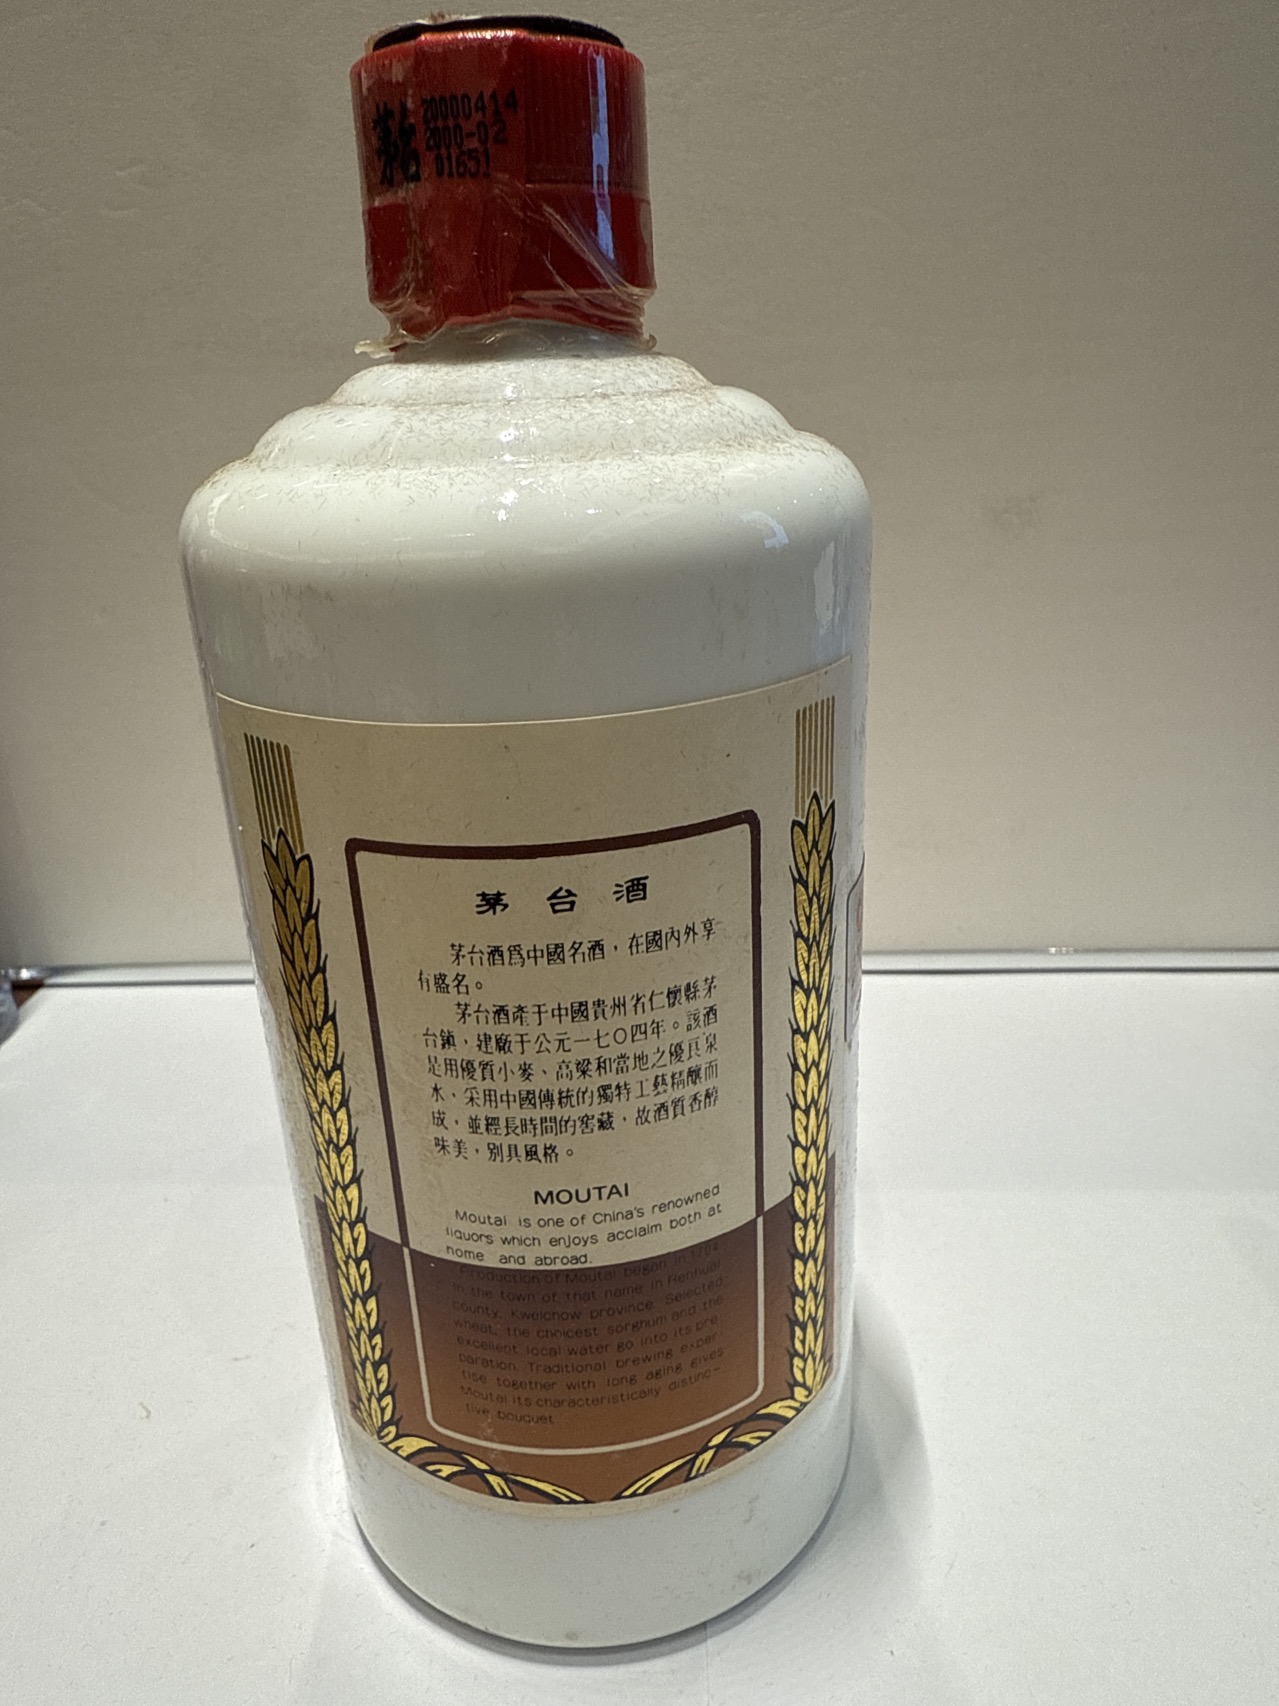 茅台
20000414
2000-02
01651
茅台酒
茅台酒爲中國名酒，在國內外享
有盛名。
茅台酒產于中國貴州省仁懷縣茅
台鎮，建廠于公元一七〇四年。該酒
是用優質小麥、高粱和當地之優良泉
水，采用中國傳統的獨特工藝精釀而
成，並經長時間的窖藏，故酒質香醇
味美，別具風格。
MOUTAI
Moutai is one of China's renowned
liquors which enjoys acclaim both at
home and abroad.
Production of Moutai began in 1704
in the town of that name in Renhuai
county, Kweichow province. Selected
wheat, the choicest sorghum and the
excellent local water go into its pre-
paration. Traditional brewing exper-
tise together with long aging gives
Moutai its characteristically distinc-
tive bouquet